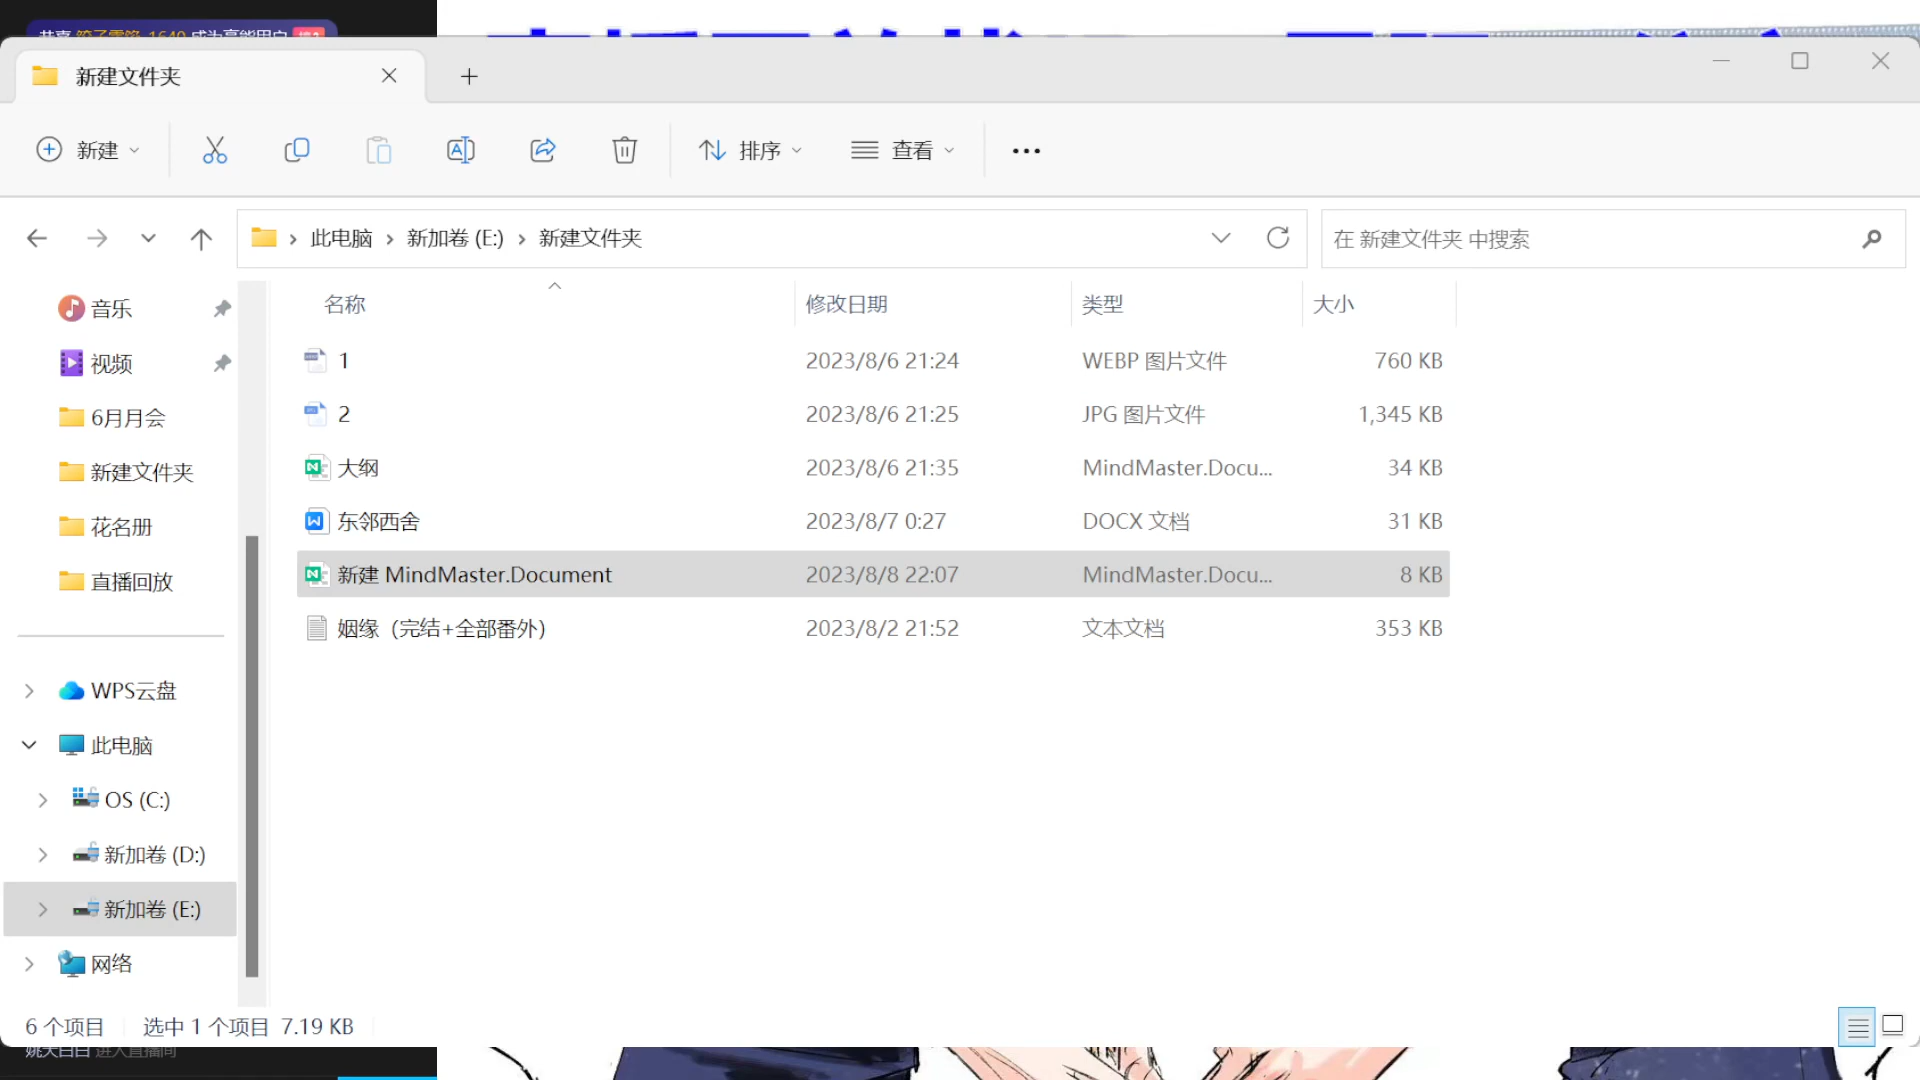 新建文件夹
新建
排序
查看
此电脑 新加卷 (E:) 新建文件夹
在 新建文件夹 中搜索
名称 修改日期 类型 大小
1 2023/8/6 21:24 WEBP 图片文件 760 KB
2 2023/8/6 21:25 JPG 图片文件 1,345 KB
大纲 2023/8/6 21:35 MindMaster.Docu... 34 KB
东邻西舍 2023/8/7 0:27 DOCX 文档 31 KB
新建 MindMaster.Document 2023/8/8 22:07 MindMaster.Docu... 8 KB
姻缘（完结+全部番外） 2023/8/2 21:52 文本文档 353 KB
音乐
视频
6月月会
新建文件夹
花名册
直播回放
WPS云盘
此电脑
OS (C:)
新加卷 (D:)
新加卷 (E:)
网络
6 个项目 选中 1 个项目 7.19 KB
进入直播间